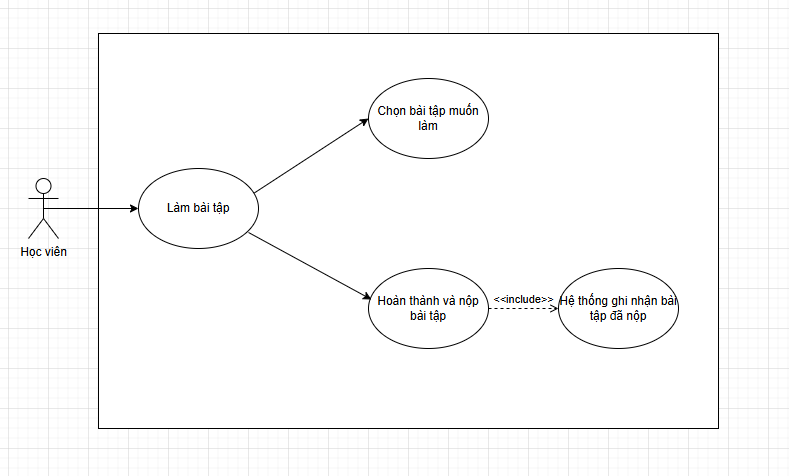 Chọn bài tập muốn
làm
Làm bài tập
Học viên
Hoàn thành và nộp
bài tập
<<include>>
Hệ thống ghi nhận bài
tập đã nộp